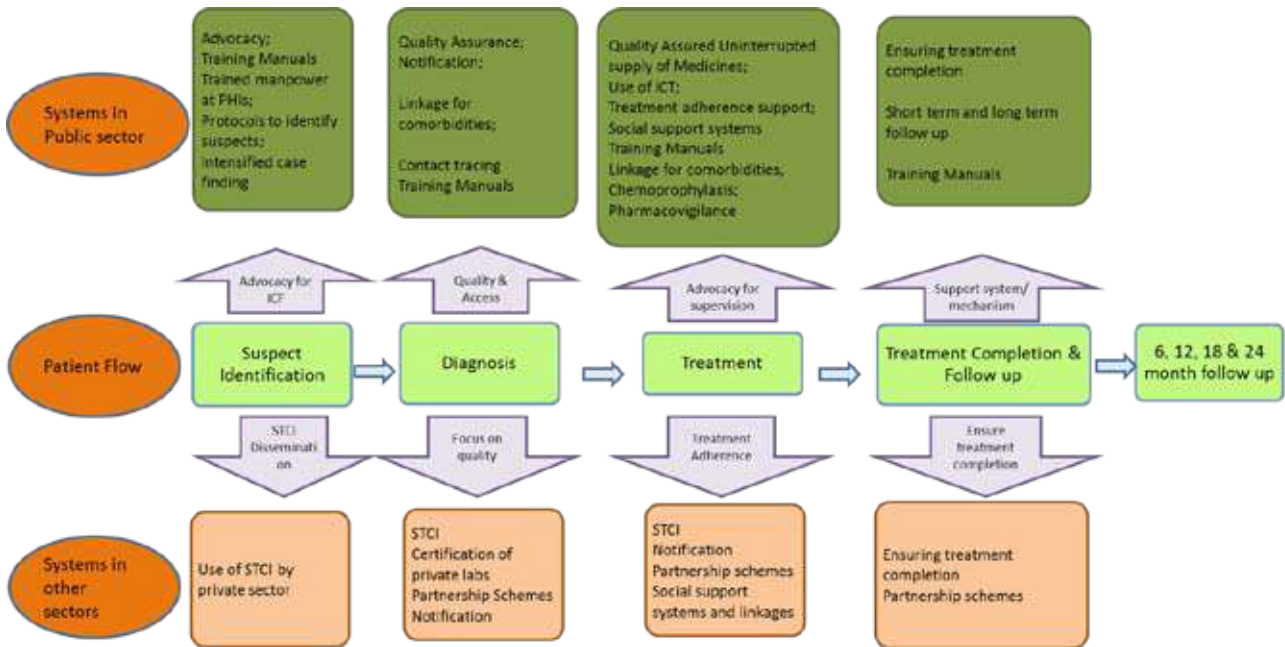 Systems in
Public sector
Advocacy;
Training Manuals
Trained manpower
at PHIs;
Protocols to identify
suspects;
Intensified case
finding
Quality Assurance;
Notification;
Linkage for
comorbidities;
Contact tracing
Training Manuals
Quality Assured Uninterrupted
supply of Medicines;
Use of ICT;
Treatment adherence support;
Social support systems
Training Manuals
Linkage for comorbidities,
Chemoprophylasis;
Pharmacovigilance
Ensuring treatment
completion
Short term and long term
follow up
Training Manuals
Advocacy for
ICF
Quality &
Access
Advocacy for
supervision
Support system/
mechanism
Patient Flow
Suspect
Identification
Diagnosis
Treatment
Treatment Completion &
Follow up
6, 12, 18 & 24
month follow up
STCI
Disseminati
on
Focus on
quality
Treatment
Adherence
Ensure
treatment
completion
Systems in
other
sectors
Use of STCI by
private sector
STCI
Certification of
private labs
Partnership Schemes
Notification
STCI
Notification
Partnership schemes
Social support
systems and linkages
Ensuring treatment
completion
Partnership schemes